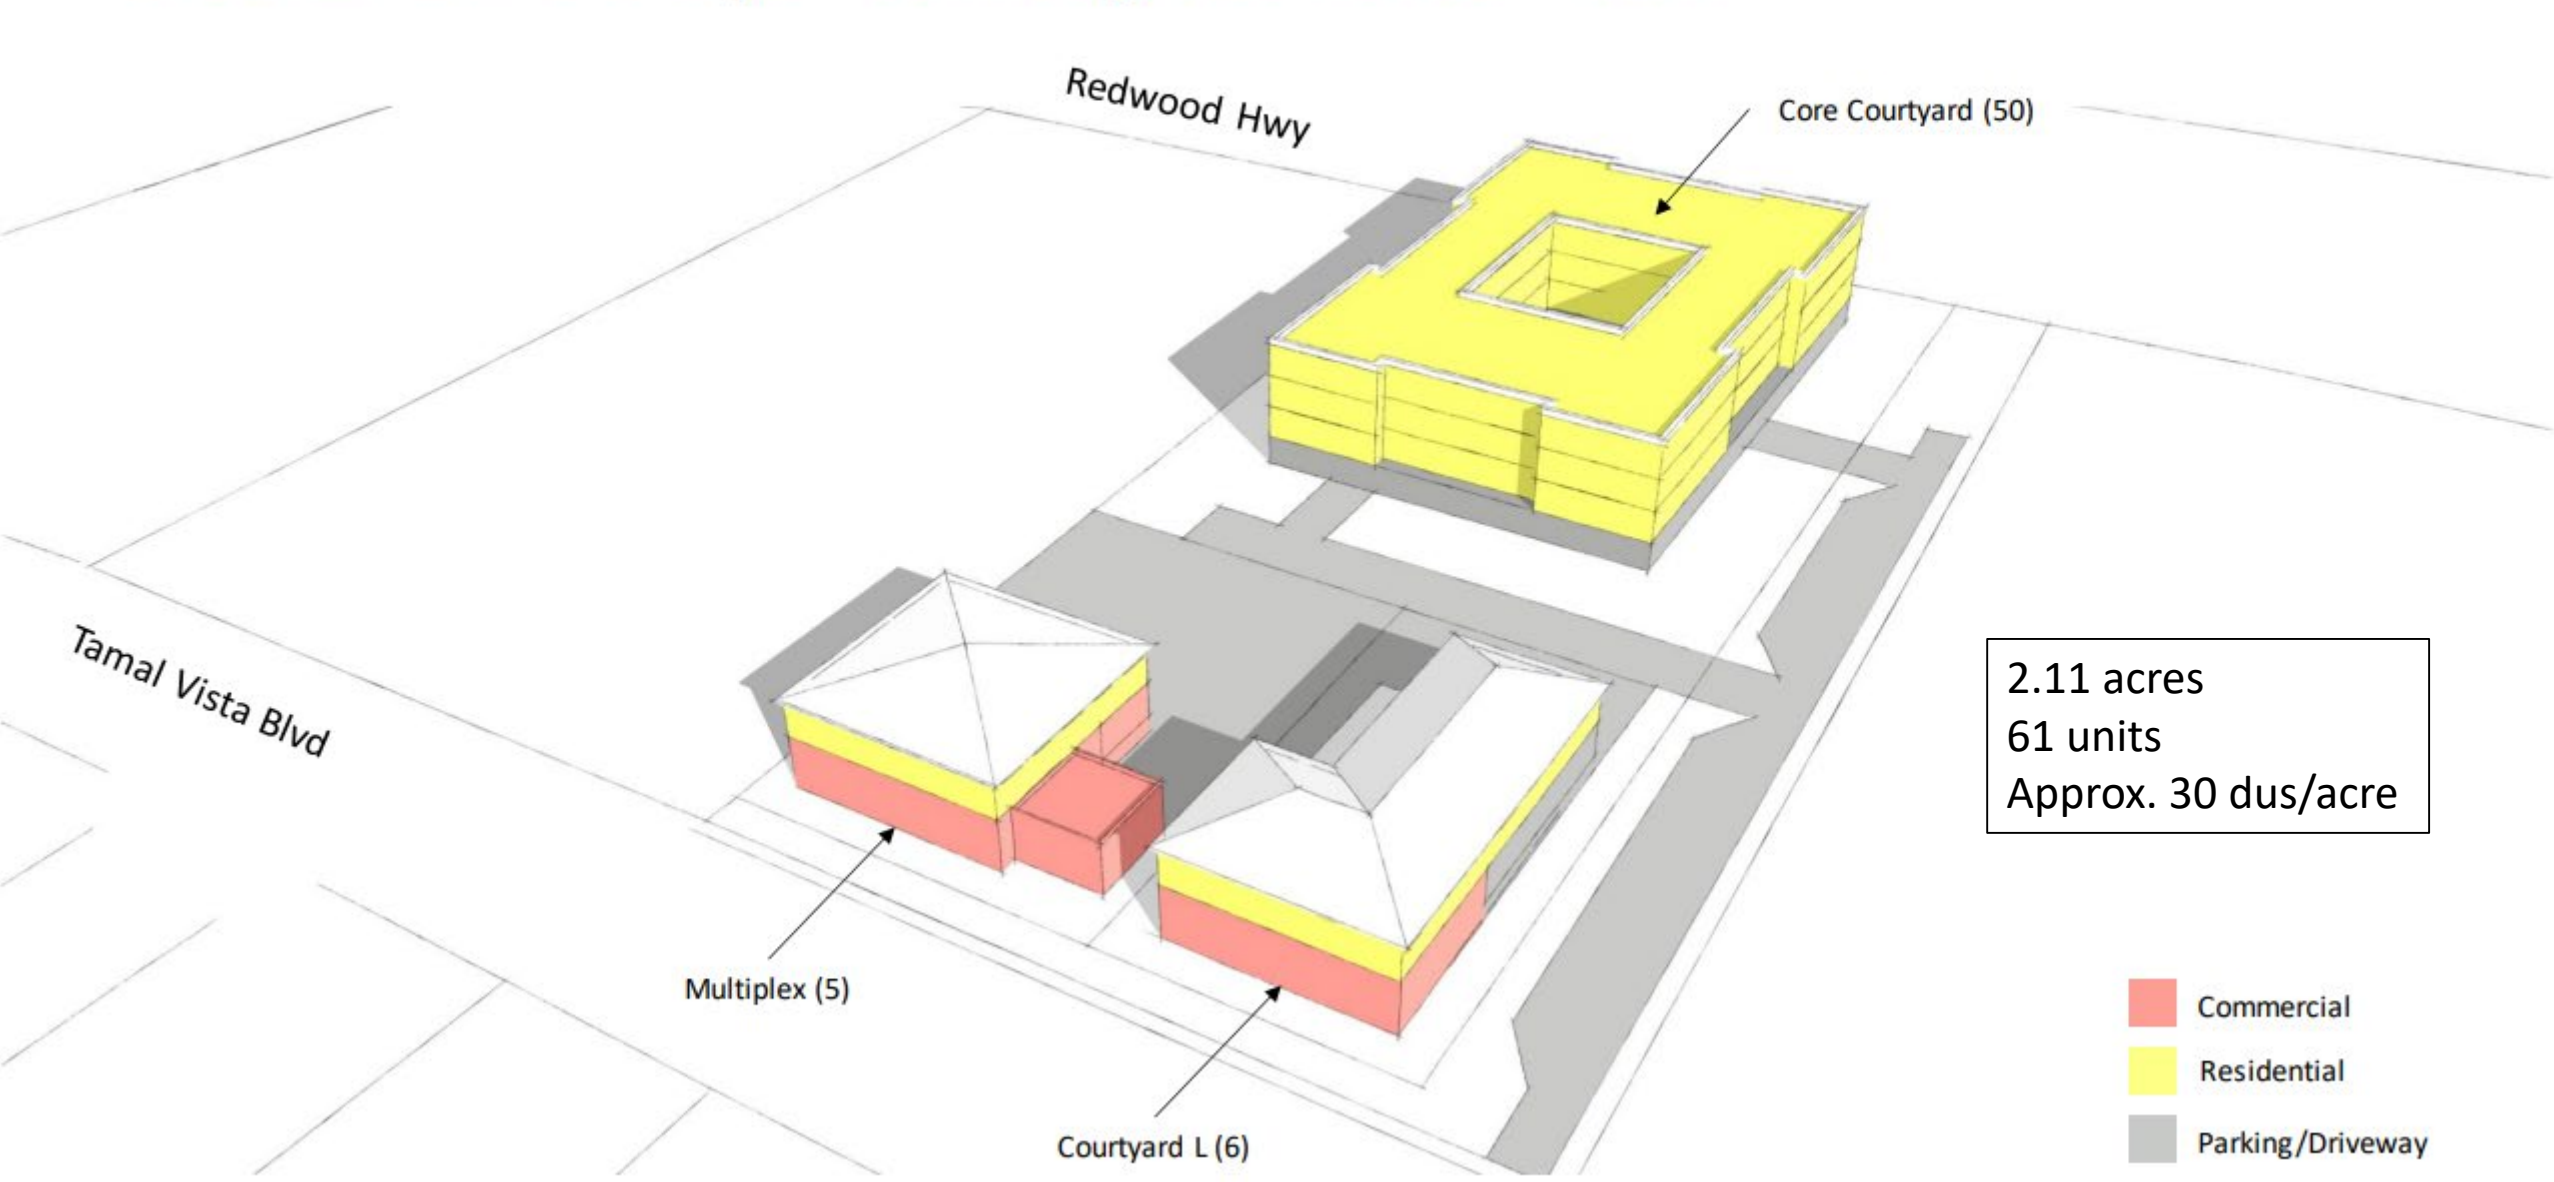 Redwood Hwy
Core Courtyard (50)
Tamal Vista Blvd
2.11 acres
61 units
Approx. 30 dus/acre
Multiplex (5)
Courtyard L (6)
Commercial
Residential
Parking/Driveway